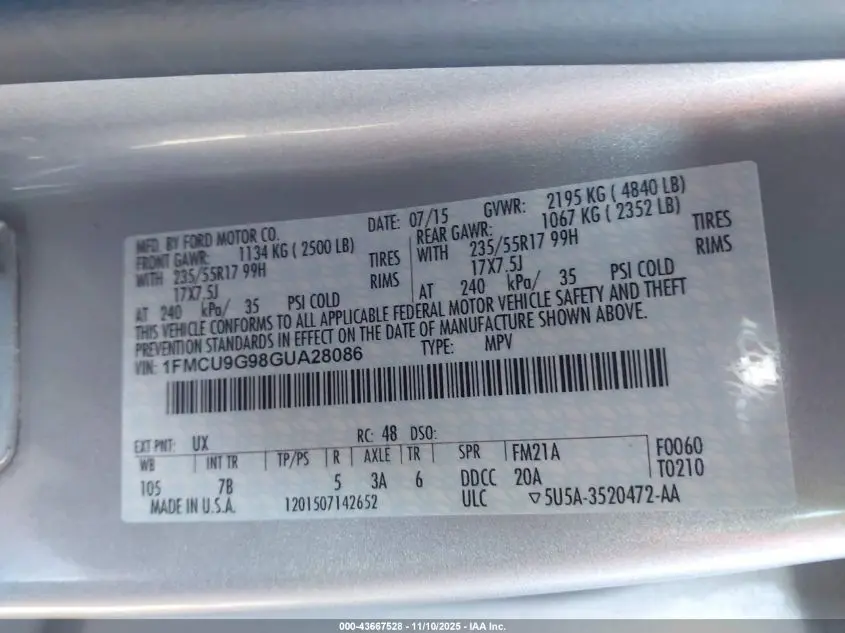 MFD. BY FORD MOTOR CO. DATE: 07/15 GVWR: 2195 KG ( 4840 LB)
FRONT GAWR: 1134 KG ( 2500 LB) REAR GAWR: 1067 KG ( 2352 LB)
WITH 235/55R17 99H TIRES WITH 235/55R17 99H TIRES
17X7.5J RIMS 17X7.5J RIMS
AT 240 kPa/ 35 PSI COLD AT 240 kPa/ 35 PSI COLD
THIS VEHICLE CONFORMS TO ALL APPLICABLE FEDERAL MOTOR VEHICLE SAFETY AND THEFT
PREVENTION STANDARDS IN EFFECT ON THE DATE OF MANUFACTURE SHOWN ABOVE.
VIN: 1FMCU9G98GUA28086 TYPE: MPV
EXT PNT: UX RC: 48 DSO:
WB INT TR TP/PS R AXLE TR SPR FM21A F0060
105 7B 5 3A 6 DDCC 20A T0210
MADE IN U.S.A. 1201507142652 ULC ▽5U5A-3520472-AA
000-43667528 - 11/10/2025 - IAA Inc.